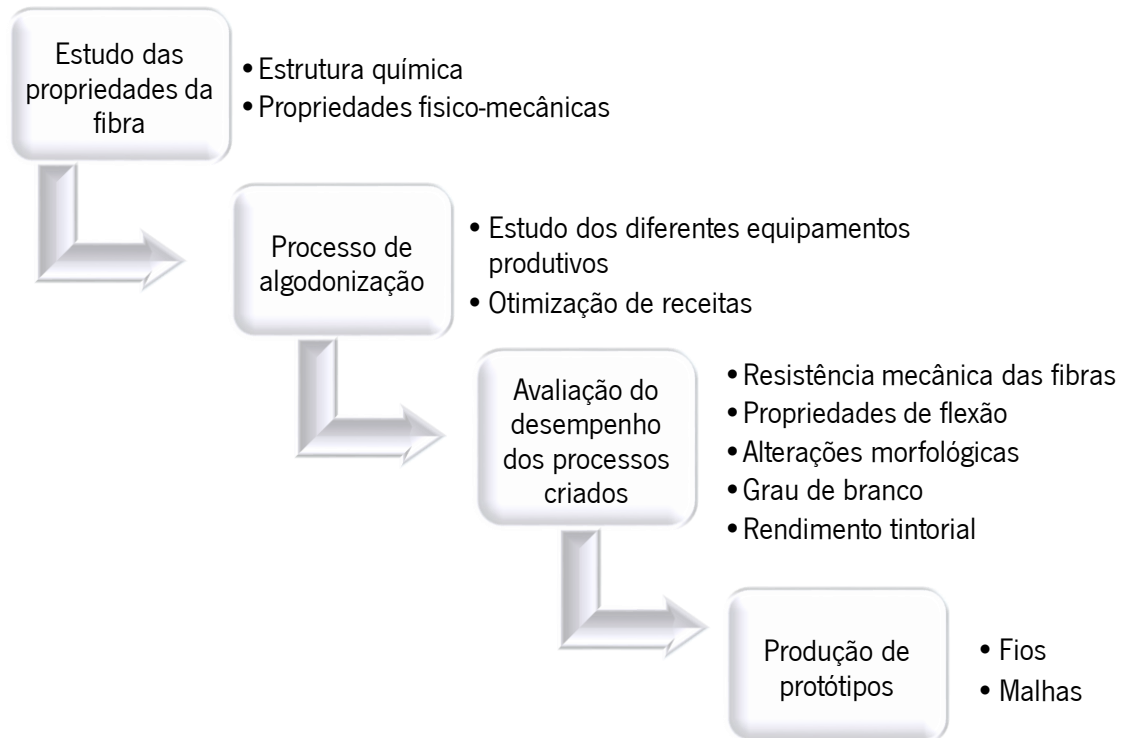 Estudo das
propriedades da
fibra
• Estrutura química
• Propriedades fisico-mecânicas
Processo de
algodonização
• Estudo dos diferentes equipamentos
produtivos
• Otimização de receitas
Avaliação do
desempenho
dos processos
criados
• Resistência mecânica das fibras
• Propriedades de flexão
• Alterações morfológicas
• Grau de branco
• Rendimento tintorial
Produção de
protótipos
• Fios
• Malhas